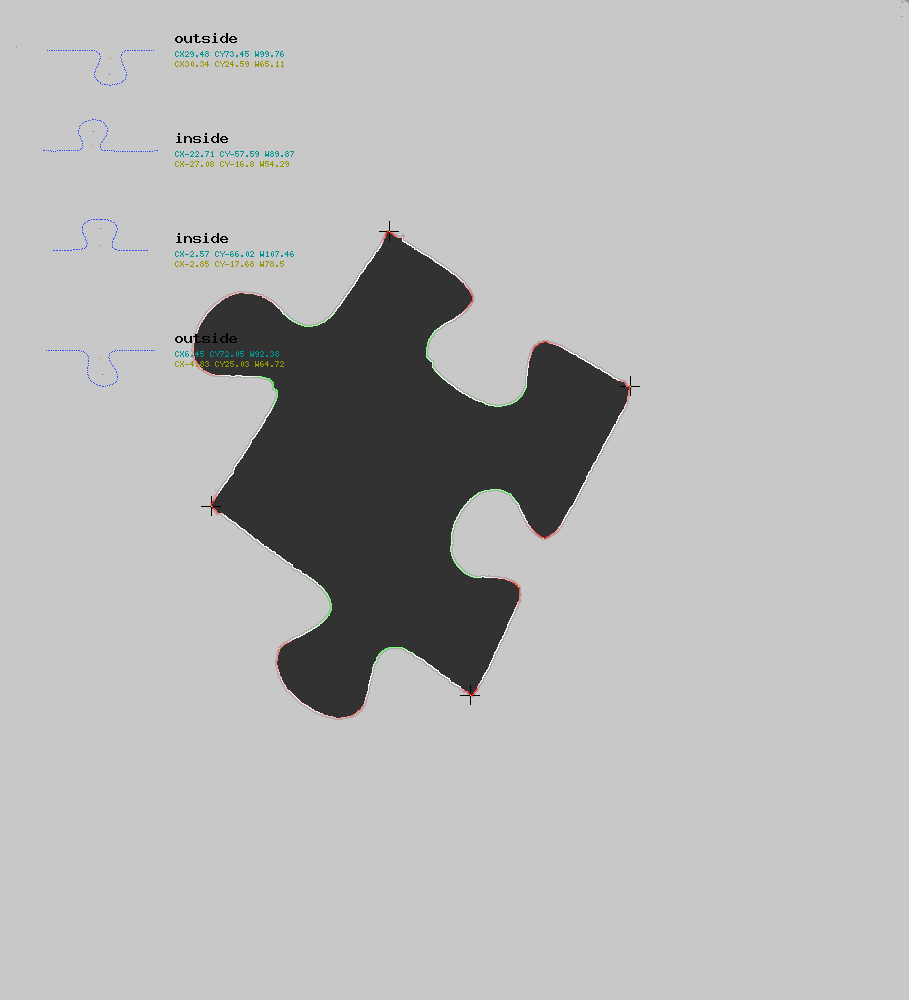 outside
CX29.48 CY73.45 W99.76
CX30.34 CY24.59 W65.11
inside
CX-22.71 CY-57.59 W89.87
CX-27.08 CY-16.8 W54.29
inside
CX-2.57 CY-66.02 W107.46
CX-2.85 CY-17.68 W78.5
outside
CX6.45 CY72.05 W92.38
CX-4.83 CY25.03 W64.72